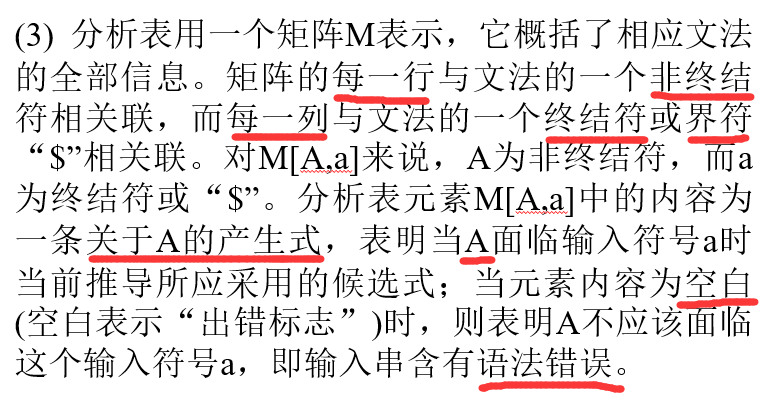 (3) 分析表用一个矩阵M表示，它概括了相应文法
的全部信息。矩阵的每一行与文法的一个非终结
符相关联，而每一列与文法的一个终结符或界符
“$”相关联。对M[A,a]来说，A为非终结符，而a
为终结符或“$”。分析表元素M[A,a]中的内容为
一条关于A的产生式，表明当A面临输入符号a时
当前推导所应采用的候选式；当元素内容为空白
(空白表示“出错标志”)时，则表明A不应该面临
这个输入符号a，即输入串含有语法错误。